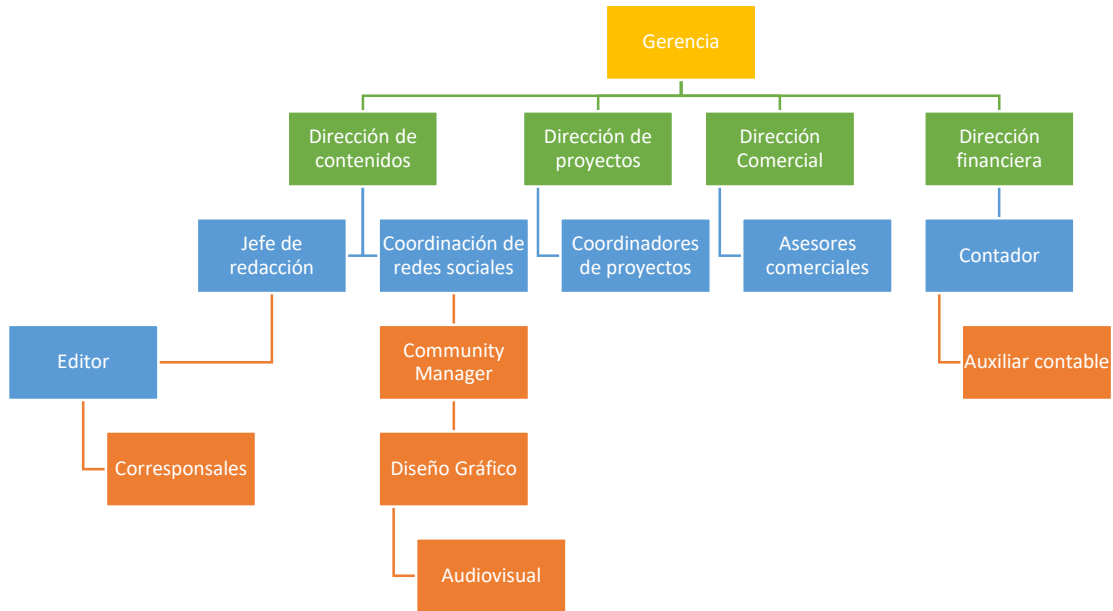 Gerencia
Dirección de
contenidos
Dirección de
proyectos
Dirección
Comercial
Dirección
financiera
Jefe de
redacción
Coordinación de
redes sociales
Coordinadores
de proyectos
Asesores
comerciales
Contador
Editor
Community
Manager
Auxiliar contable
Corresponsales
Diseño Gráfico
Audiovisual